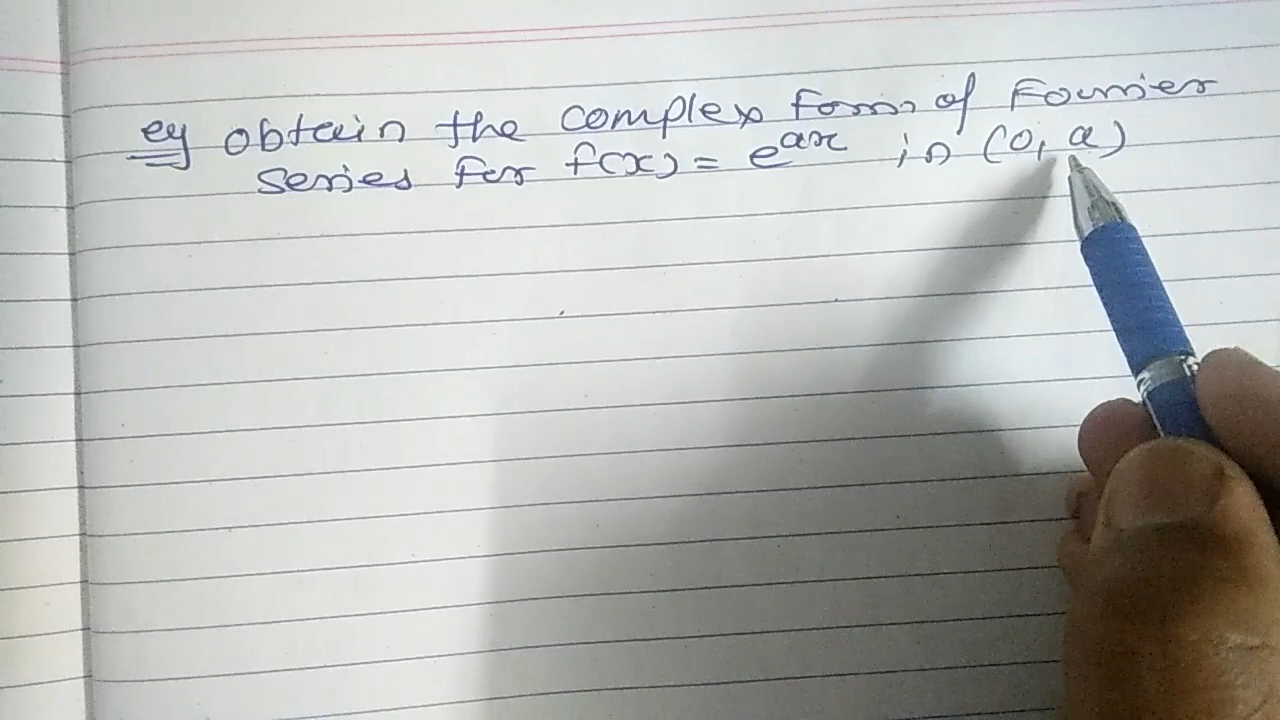 eg obtain the complex form of Fourier
series for f(x) = e^{ax} in (0, a)